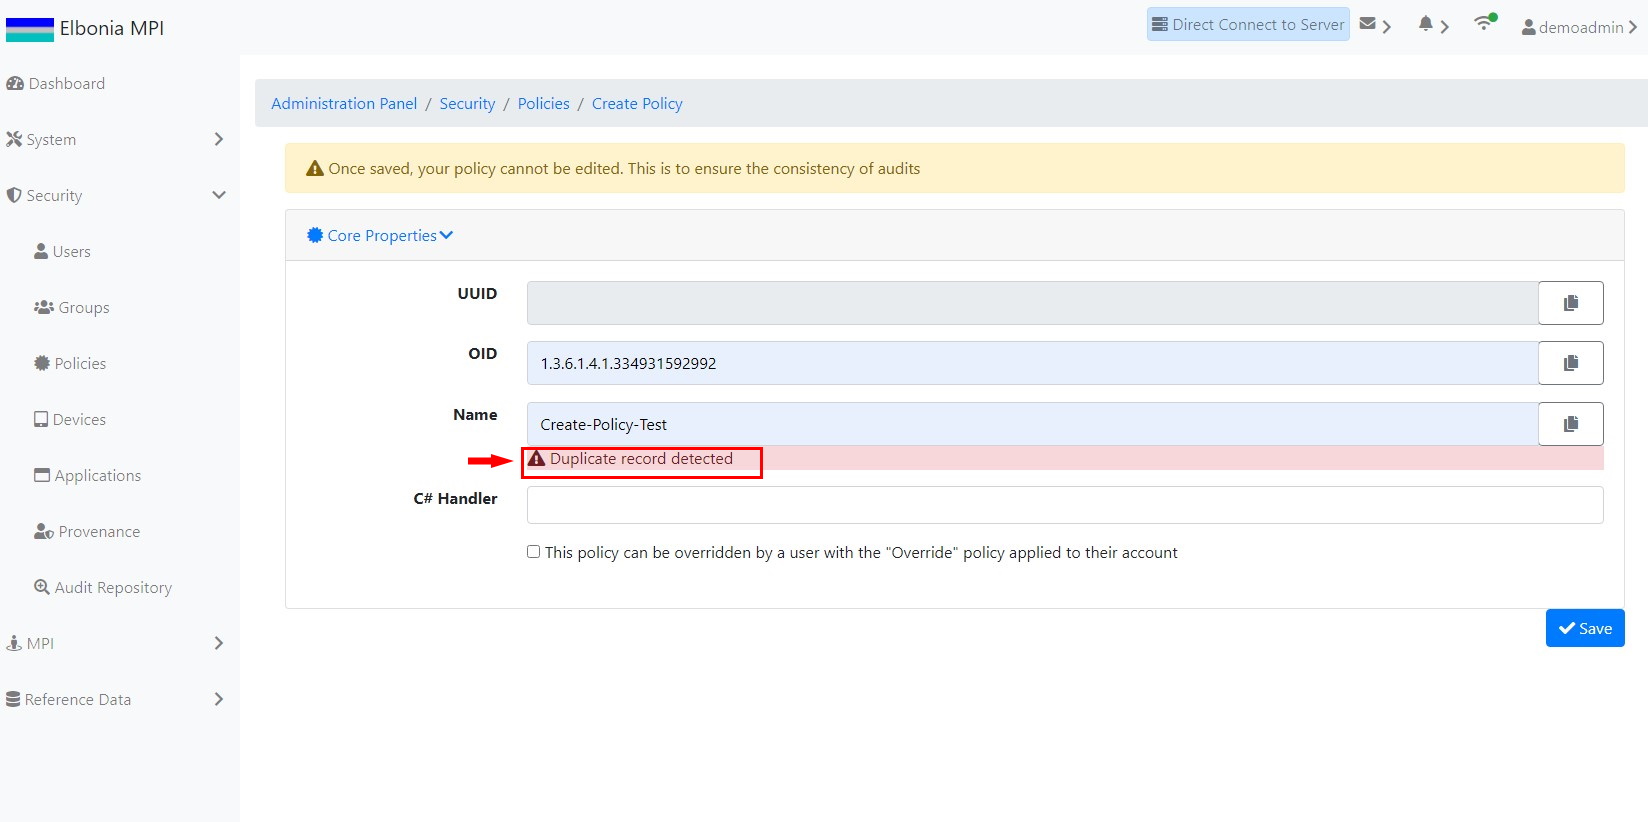 Elbonia MPI
Direct Connect to Server
demoadmin
Dashboard
System
Security
Users
Groups
Policies
Devices
Applications
Provenance
Audit Repository
MPI
Reference Data
Administration Panel / Security / Policies / Create Policy
Once saved, your policy cannot be edited. This is to ensure the consistency of audits
Core Properties
UUID
OID
1.3.6.1.4.1.334931592992
Name
Create-Policy-Test
Duplicate record detected
C# Handler
This policy can be overridden by a user with the "Override" policy applied to their account
Save